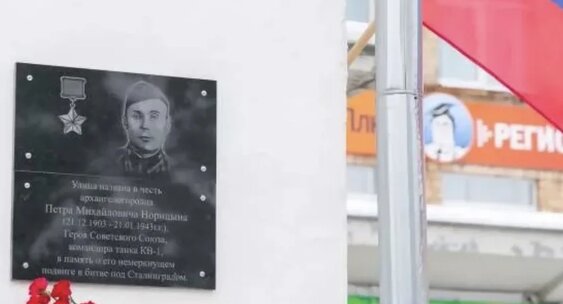 Улица названа в честь
архангелогородца
Петра Михайловича Норицына
(21.12.1903 - 21.01.1943гг.),
Героя Советского Союза,
командира танка КВ-1,
в память о его немеркнущем
подвиге в битве под Сталинградом.
РЕГИО